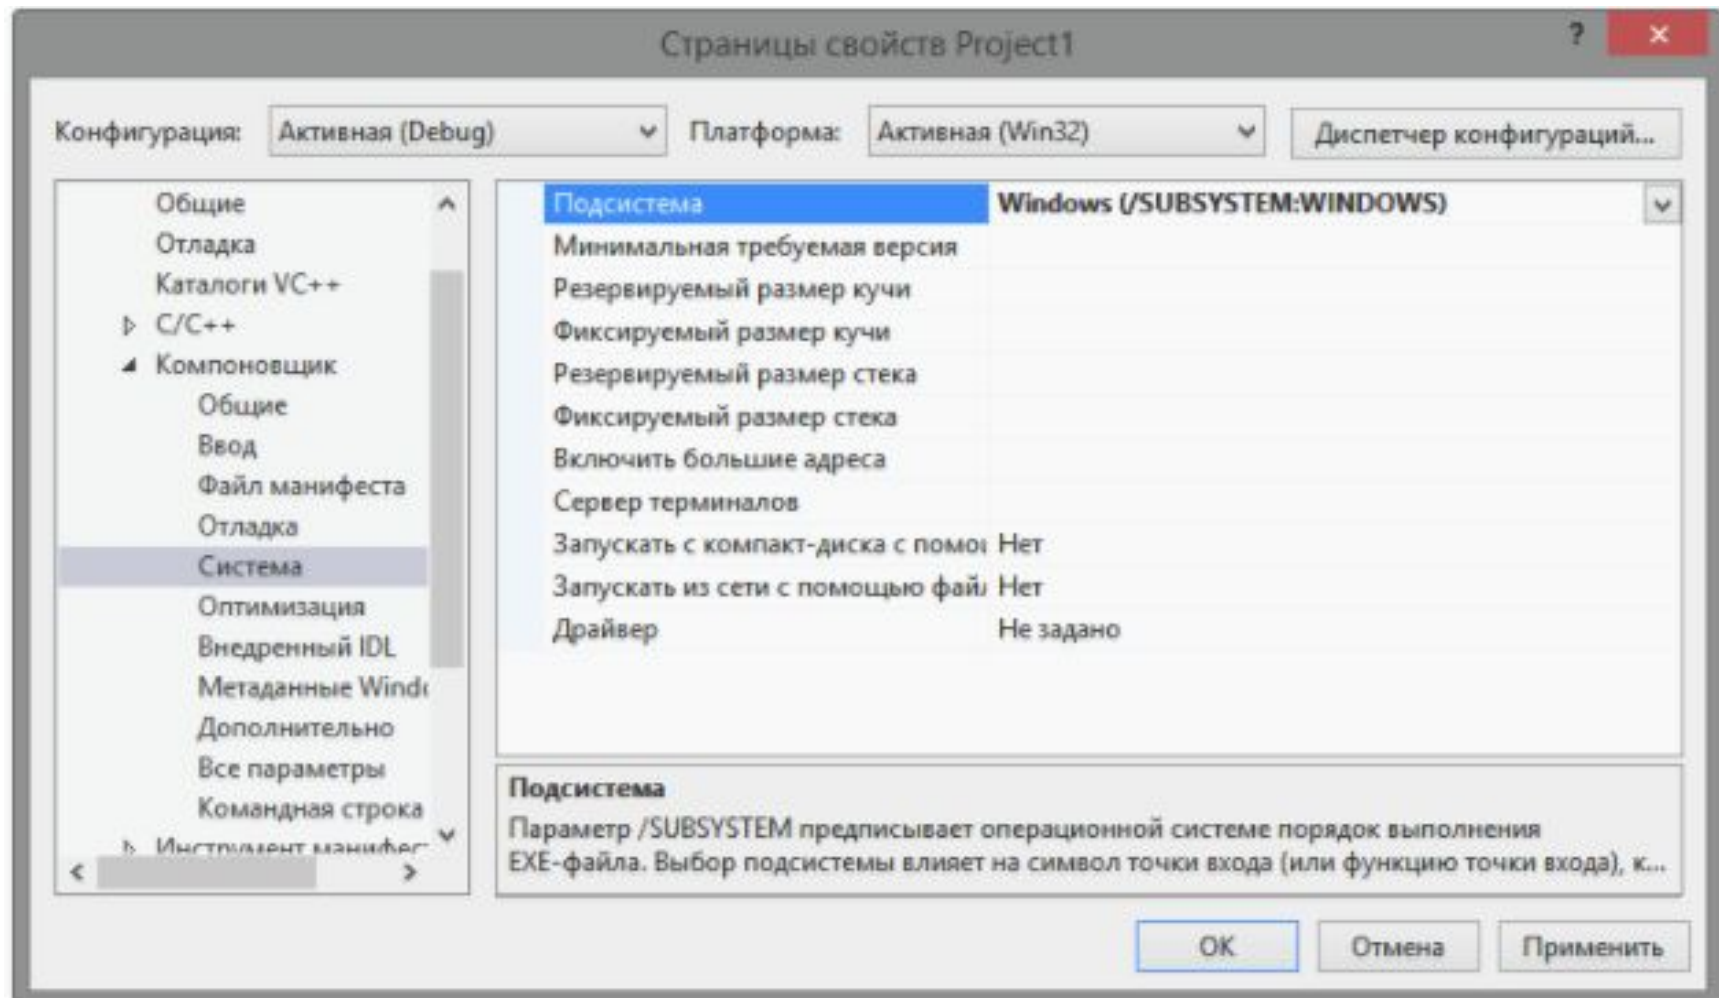 Страницы свойств Project1
?
Конфигурация: Активная (Debug) Платформа: Активная (Win32) Диспетчер конфигураций...
Общие
Отладка
Каталоги VC++
C/C++
Компоновщик
Общие
Ввод
Файл манифеста
Отладка
Система
Оптимизация
Внедренный IDL
Метаданные Windo
Дополнительно
Все параметры
Командная строка
Инструмент манифес
Подсистема Windows (/SUBSYSTEM:WINDOWS)
Минимальная требуемая версия
Резервируемый размер кучи
Фиксируемый размер кучи
Резервируемый размер стека
Фиксируемый размер стека
Включить большие адреса
Сервер терминалов
Запускать с компакт-диска с помо Нет
Запускать из сети с помощью фай Нет
Драйвер Не задано
Подсистема
Параметр /SUBSYSTEM предписывает операционной системе порядок выполнения
EXE-файла. Выбор подсистемы влияет на символ точки входа (или функцию точки входа), к...
ОК Отмена Применить